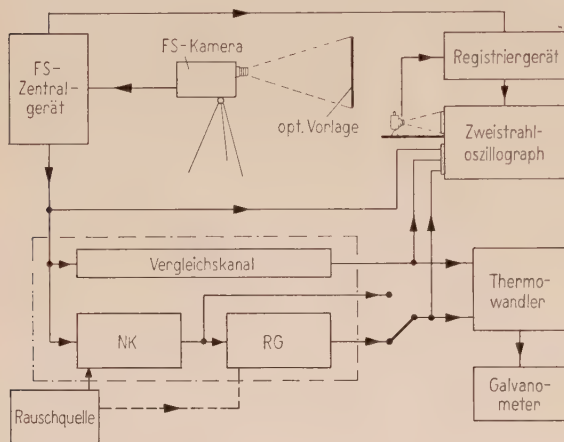 FS-
Zentral-
gerät
FS-Kamera
opt. Vorlage
Registriergerät
Zweistrahl-
oszillograph
Vergleichskanal
NK
RG
Thermo-
wandler
Galvano-
meter
Rauschquelle